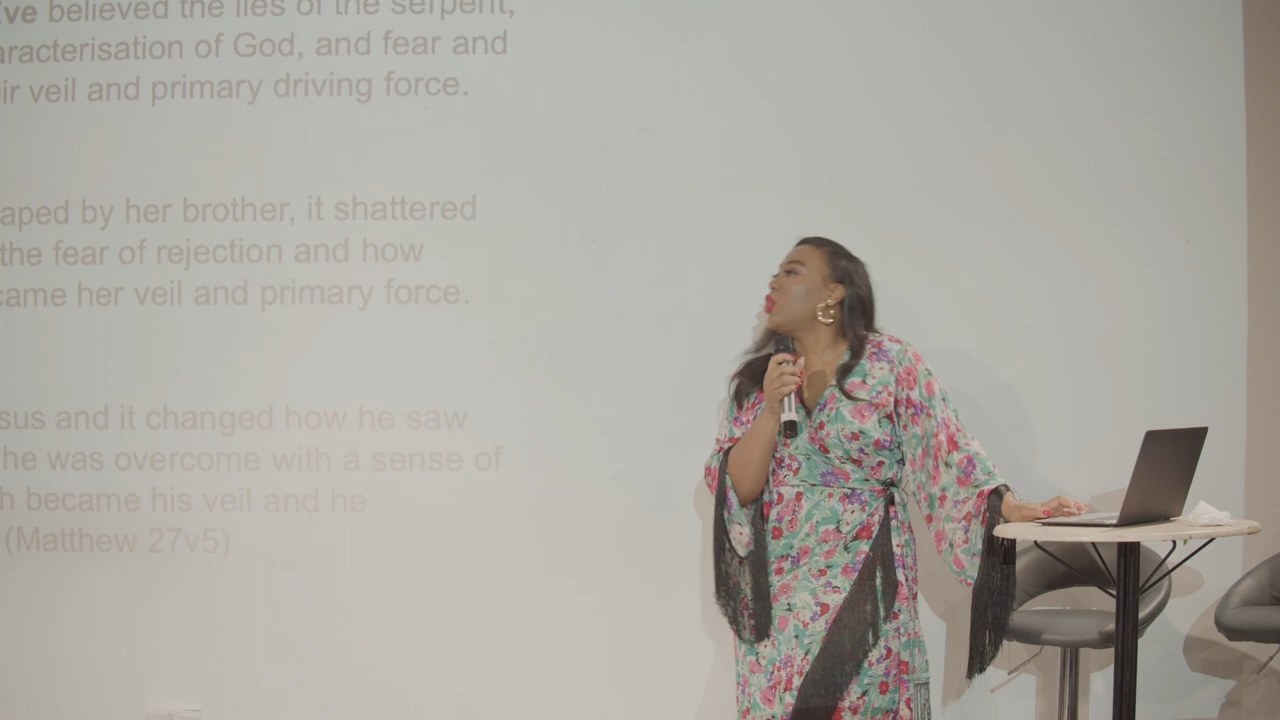 ve believed the lies of the serpent,
aracterisation of God, and fear and
ir veil and primary driving force.
aped by her brother, it shattered
the fear of rejection and how
came her veil and primary force.
sus and it changed how he saw
he was overcome with a sense of
h became his veil and he
(Matthew 27v5)